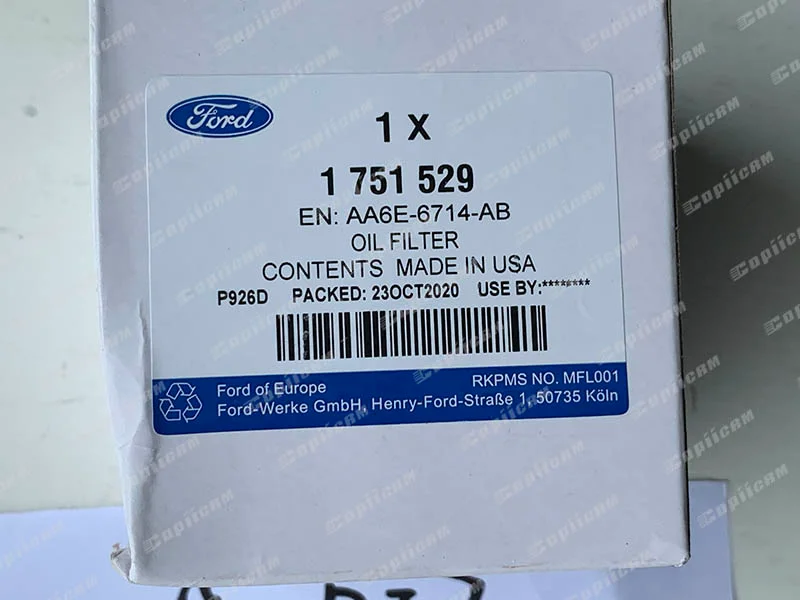 Ford
1 X
1 751 529
EN: AA6E-6714-AB
OIL FILTER
CONTENTS MADE IN USA
P926D PACKED: 23OCT2020 USE BY:********
Ford of Europe
RKPMS NO. MFL001
Ford-Werke GmbH, Henry-Ford-Straße 1, 50735 Köln
Copiicam